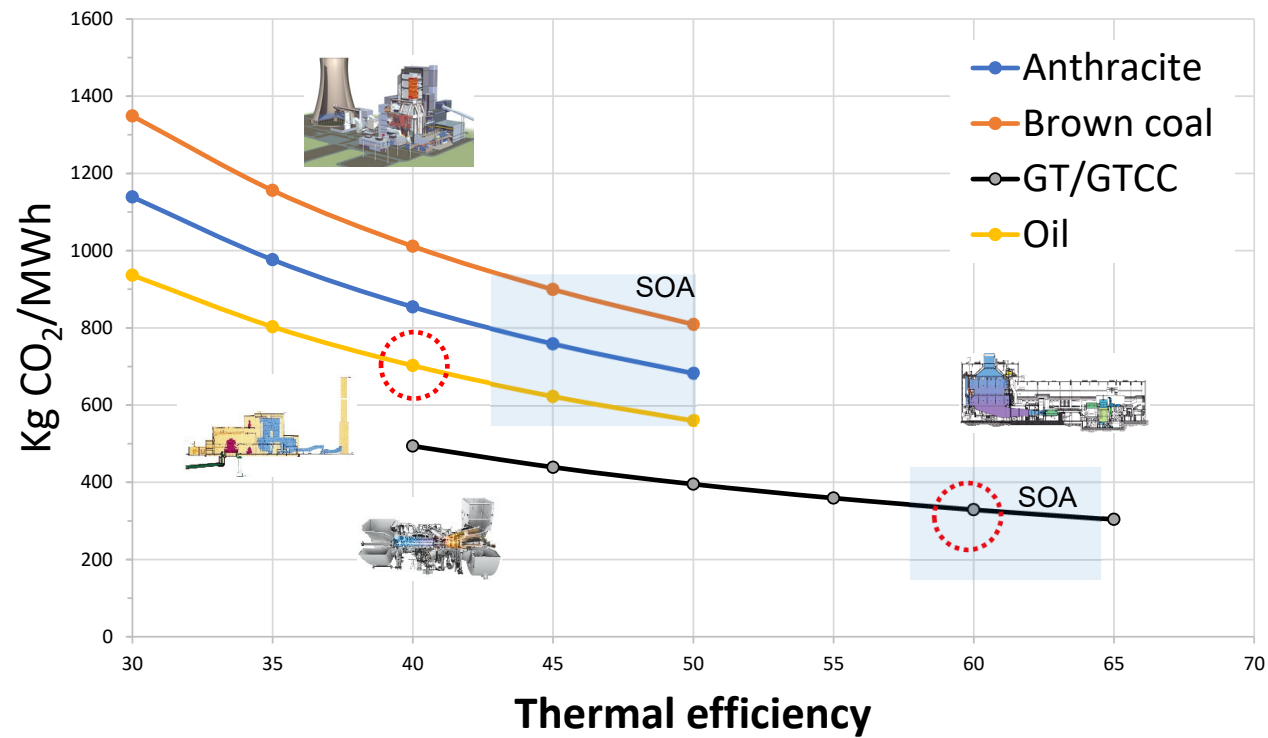 1600
1400
1200
1000
800
600
400
200
0
Kg CO₂/MWh
Anthracite
Brown coal
GT/GTCC
Oil
SOA
SOA
30 35 40 45 50 55 60 65 70
Thermal efficiency